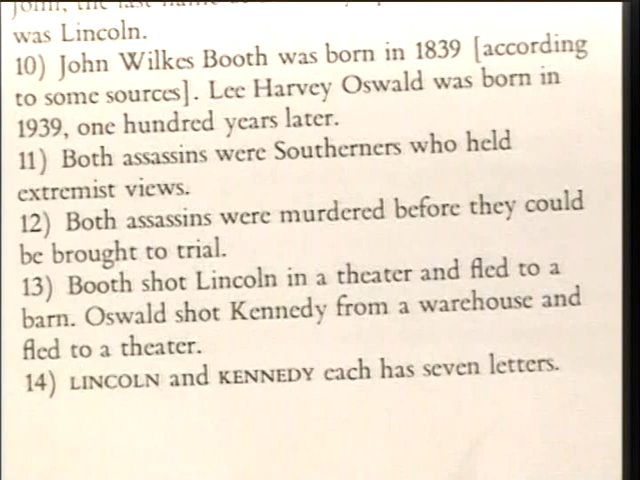 was Lincoln.
10) John Wilkes Booth was born in 1839 [according
to some sources]. Lee Harvey Oswald was born in
1939, one hundred years later.
11) Both assassins were Southerners who held
extremist views.
12) Both assassins were murdered before they could
be brought to trial.
13) Booth shot Lincoln in a theater and fled to a
barn. Oswald shot Kennedy from a warehouse and
fled to a theater.
14) LINCOLN and KENNEDY each has seven letters.